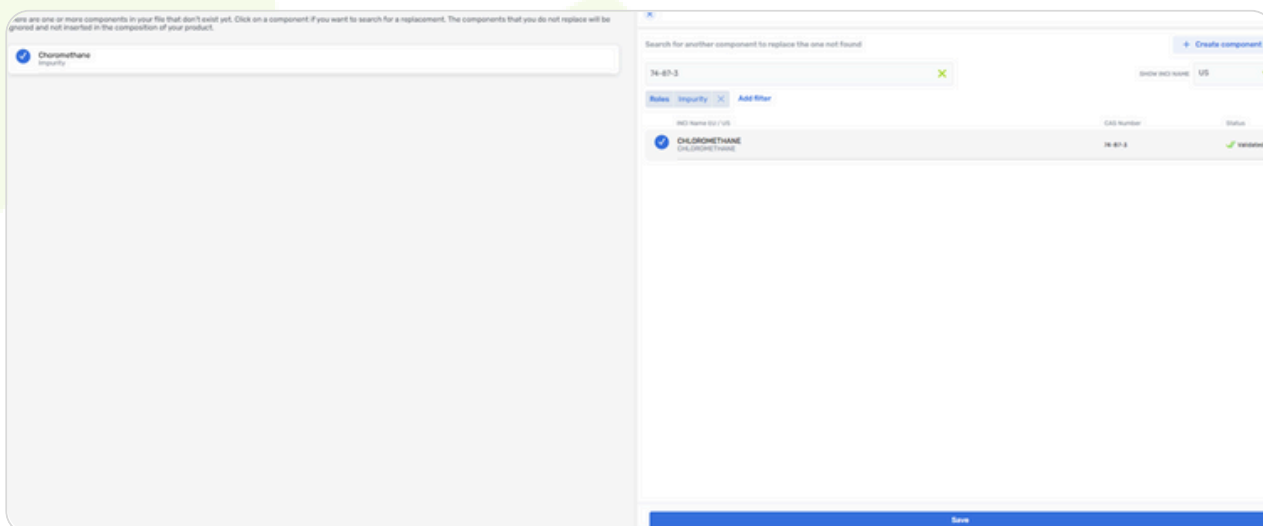 ere are one or more components in your file that don't exist yet. Click on a component if you want to search for a replacement. The components that you do not replace will be
gnored and not inserted in the composition of your product.
Choromethane
Impurity
Search for another component to replace the one not found
+ Create component
74-87-3
SHOW INCI NAME
US
Roles Impurity
Add filter
INCI Name EU / US
CAS Number
Status
CHLOROMETHANE
CHLOROMETHANE
74-87-3
Validated
Save